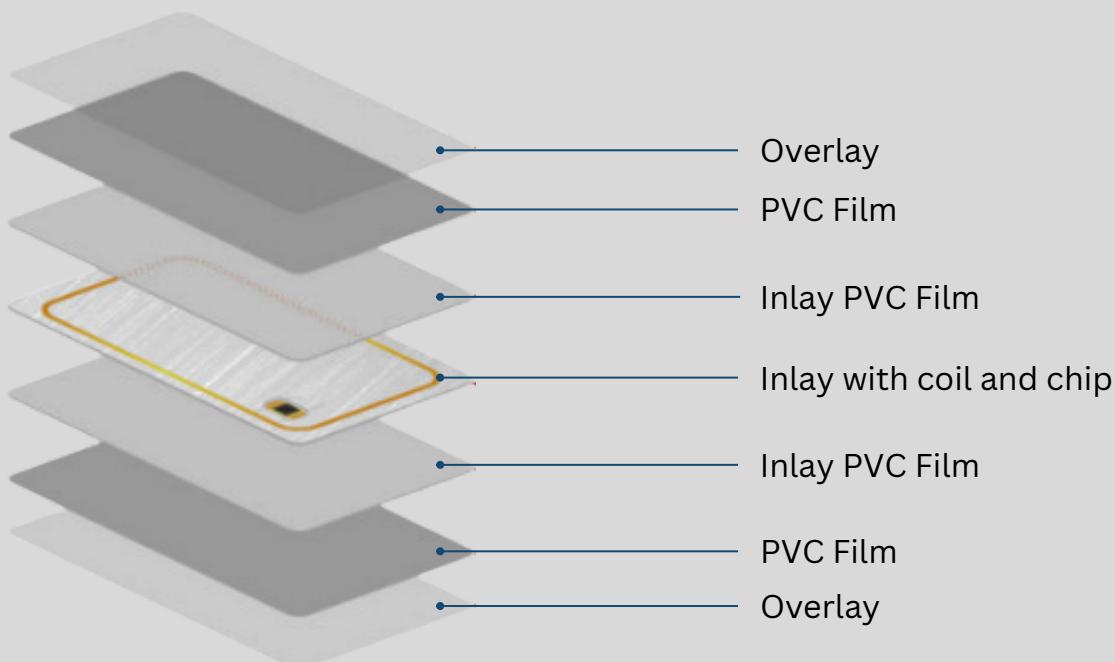 Overlay
PVC Film
Inlay PVC Film
Inlay with coil and chip
Inlay PVC Film
PVC Film
Overlay